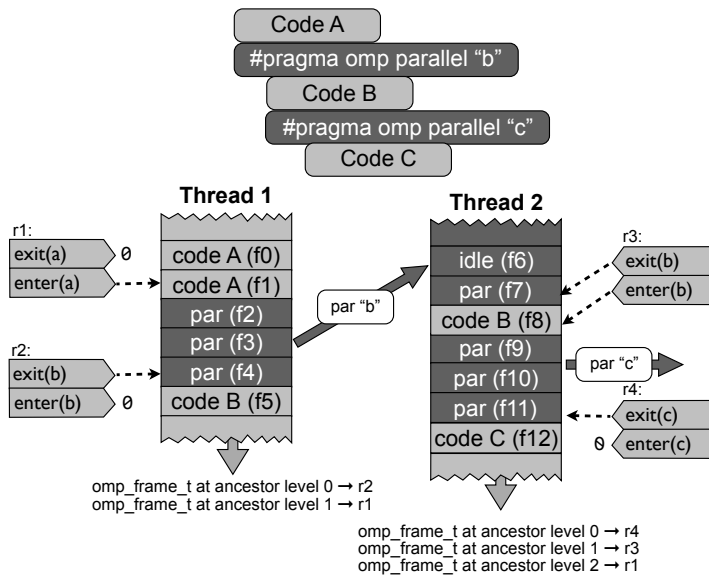 Code A
#pragma omp parallel “b”
Code B
#pragma omp parallel “c”
Code C
Thread 1
r1:
exit(a) 0
enter(a)
r2:
exit(b)
enter(b) 0
code A (f0)
code A (f1)
par (f2)
par (f3)
par (f4)
code B (f5)
omp_frame_t at ancestor level 0 → r2
omp_frame_t at ancestor level 1 → r1
par “b”
Thread 2
idle (f6)
par (f7)
code B (f8)
par (f9)
par (f10)
par (f11)
code C (f12)
r3:
exit(b)
enter(b)
par “c”
r4:
exit(c)
0 enter(c)
omp_frame_t at ancestor level 0 → r4
omp_frame_t at ancestor level 1 → r3
omp_frame_t at ancestor level 2 → r1